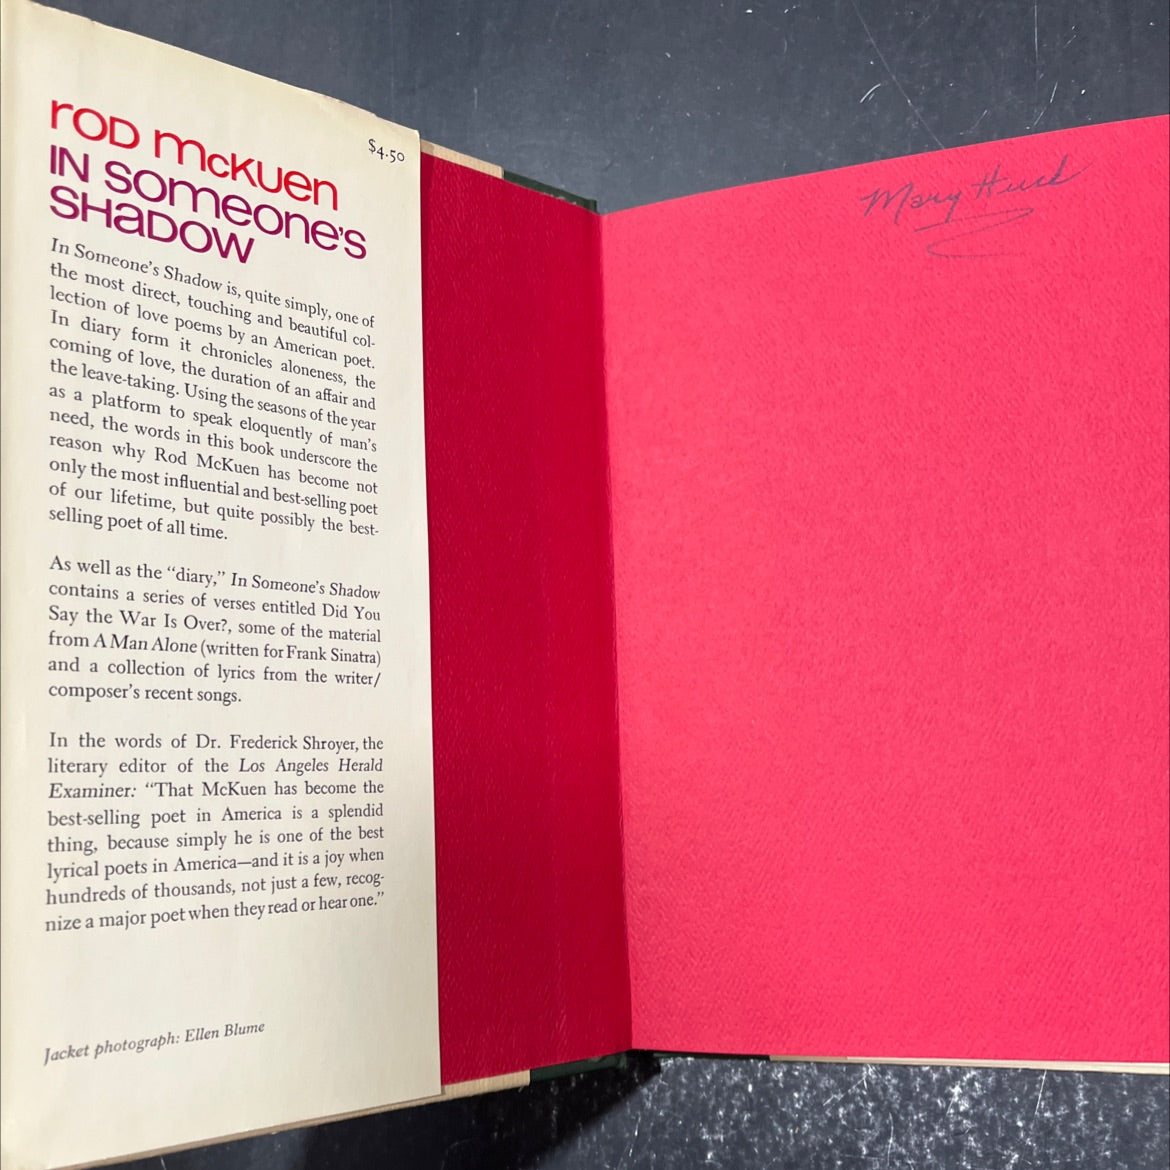 rod mcKuen
$4.50
IN someone's
SHadow
In Someone's Shadow is, quite simply, one of
the most direct, touching and beautiful col-
lection of love poems by an American poet.
In diary form it chronicles aloneness, the
coming of love, the duration of an affair and
the leave-taking. Using the seasons of the year
as a platform to speak eloquently of man's
need, the words in this book underscore the
reason why Rod McKuen has become not
only the most influential and best-selling poet
of our lifetime, but quite possibly the best-
selling poet of all time.
As well as the "diary," In Someone's Shadow
contains a series of verses entitled Did You
Say the War Is Over?, some of the material
from A Man Alone (written for Frank Sinatra)
and a collection of lyrics from the writer/
composer's recent songs.
In the words of Dr. Frederick Shroyer, the
literary editor of the Los Angeles Herald
Examiner: "That McKuen has become the
best-selling poet in America is a splendid
thing, because simply he is one of the best
lyrical poets in America—and it is a joy when
hundreds of thousands, not just a few, recog-
nize a major poet when they read or hear one."
Jacket photograph: Ellen Blume
Mary